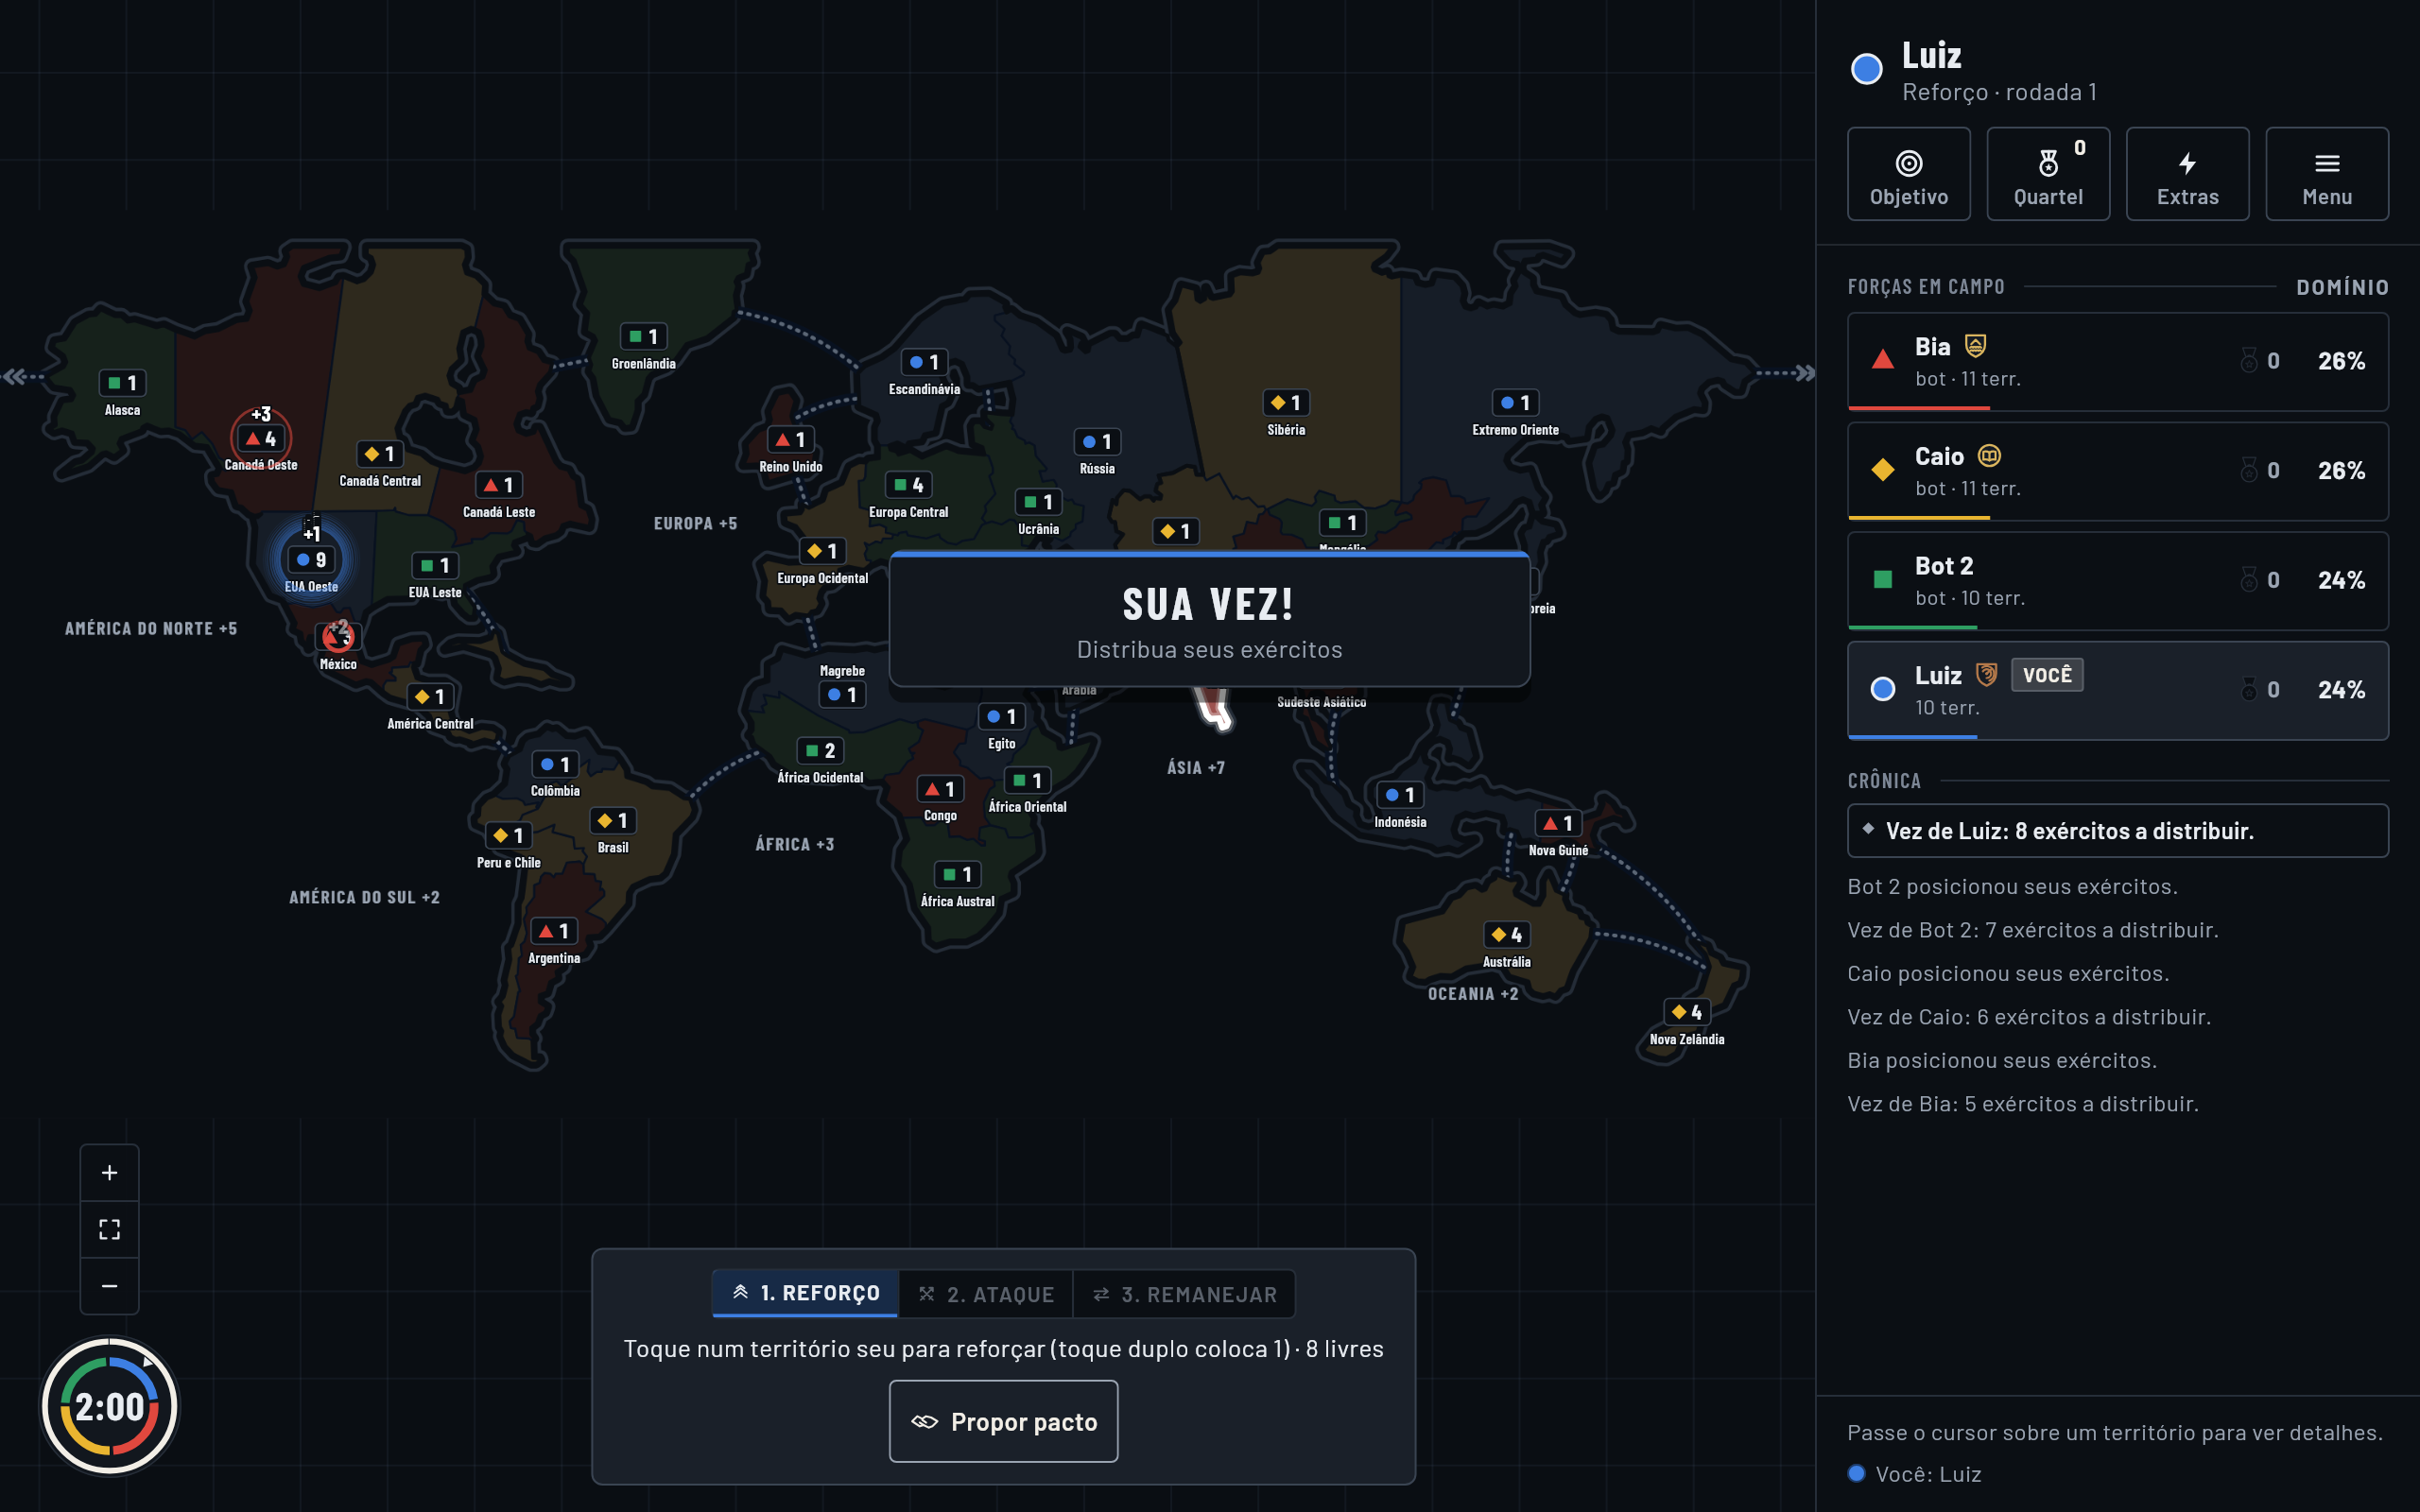 Luiz
Reforço · rodada 1
Objetivo
0
Quartel
Extras
Menu
FORÇAS EM CAMPO
DOMÍNIO
Bia
bot · 11 terr.
0
26%
Caio
bot · 11 terr.
0
26%
Bot 2
bot · 10 terr.
0
24%
Luiz
VOCÊ
10 terr.
0
24%
CRÔNICA
Vez de Luiz: 8 exércitos a distribuir.
Bot 2 posicionou seus exércitos.
Vez de Bot 2: 7 exércitos a distribuir.
Caio posicionou seus exércitos.
Vez de Caio: 6 exércitos a distribuir.
Bia posicionou seus exércitos.
Vez de Bia: 5 exércitos a distribuir.
Passe o cursor sobre um território para ver detalhes.
Você: Luiz
1
Alasca
+3
4
Canadá Oeste
1
Canadá Central
1
Canadá Leste
1
Groenlândia
+1
9
EUA Oeste
1
EUA Leste
+2
3
México
1
América Central
AMÉRICA DO NORTE +5
1
Colômbia
1
Brasil
1
Peru e Chile
1
Argentina
AMÉRICA DO SUL +2
EUROPA +5
1
Escandinávia
1
Reino Unido
1
Rússia
4
Europa Central
1
Ucrânia
1
Europa Ocidental
1
Sibéria
1
Extremo Oriente
1
1
Mongólia
SUA VEZ!
Distribua seus exércitos
Magrebe
1
Arábia
1
Egito
2
África Ocidental
1
Congo
1
África Oriental
1
África Austral
ÁFRICA +3
Sudeste Asiático
ÁSIA +7
1
Indonésia
1
Nova Guiné
4
Austrália
OCEANIA +2
4
Nova Zelândia
+
−
2:00
1. REFORÇO
2. ATAQUE
3. REMANEJAR
Toque num território seu para reforçar (toque duplo coloca 1) · 8 livres
Propor pacto